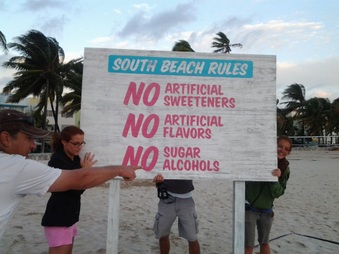 SOUTH BEACH RULES
NO ARTIFICIAL
SWEETENERS
NO ARTIFICIAL
FLAVORS
NO SUGAR
ALCOHOLS